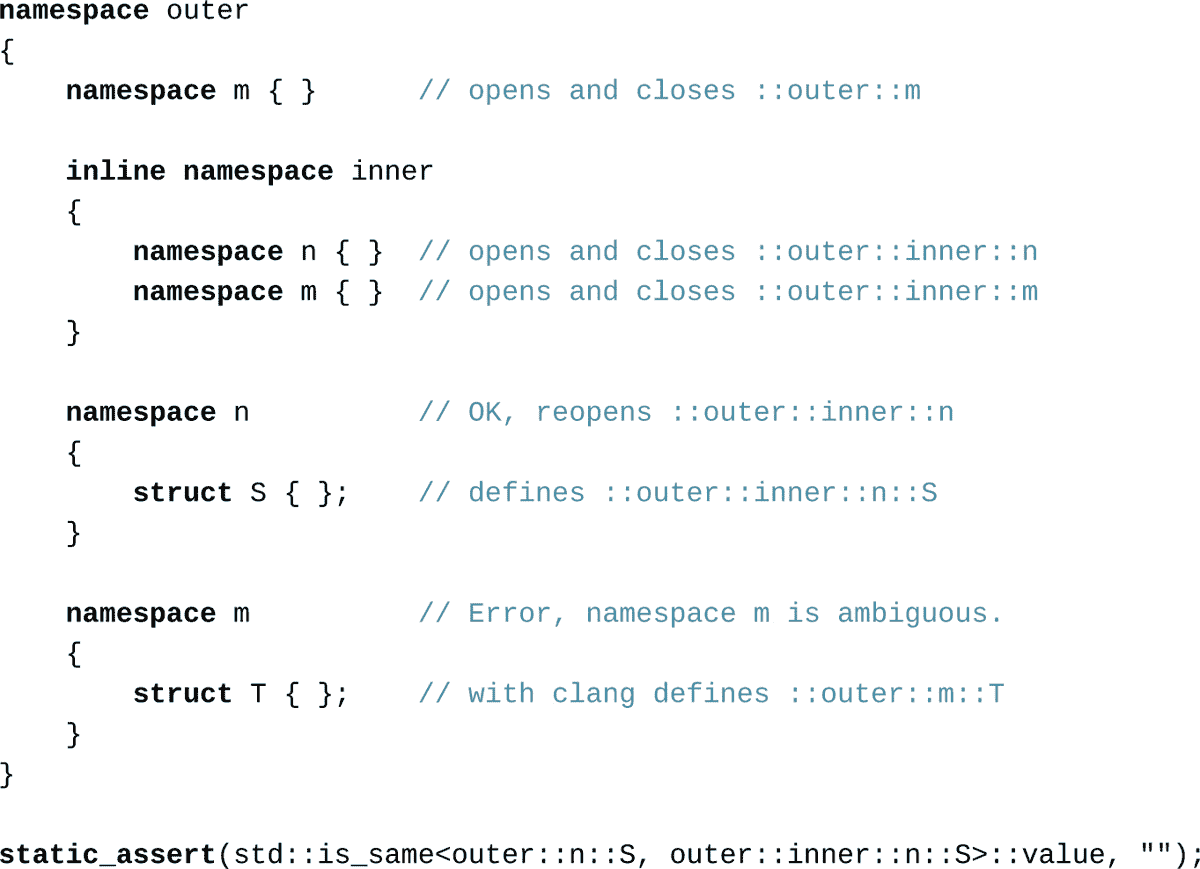 namespace outer
{
    namespace m { }      // opens and closes ::outer::m

    inline namespace inner
    {
        namespace n { }  // opens and closes ::outer::inner::n
        namespace m { }  // opens and closes ::outer::inner::m
    }

    namespace n          // OK, reopens ::outer::inner::n
    {
        struct S { };    // defines ::outer::inner::n::S
    }

    namespace m          // Error, namespace m is ambiguous.
    {
        struct T { };    // with clang defines ::outer::m::T
    }
}

static_assert(std::is_same<outer::n::S, outer::inner::n::S>::value, "");